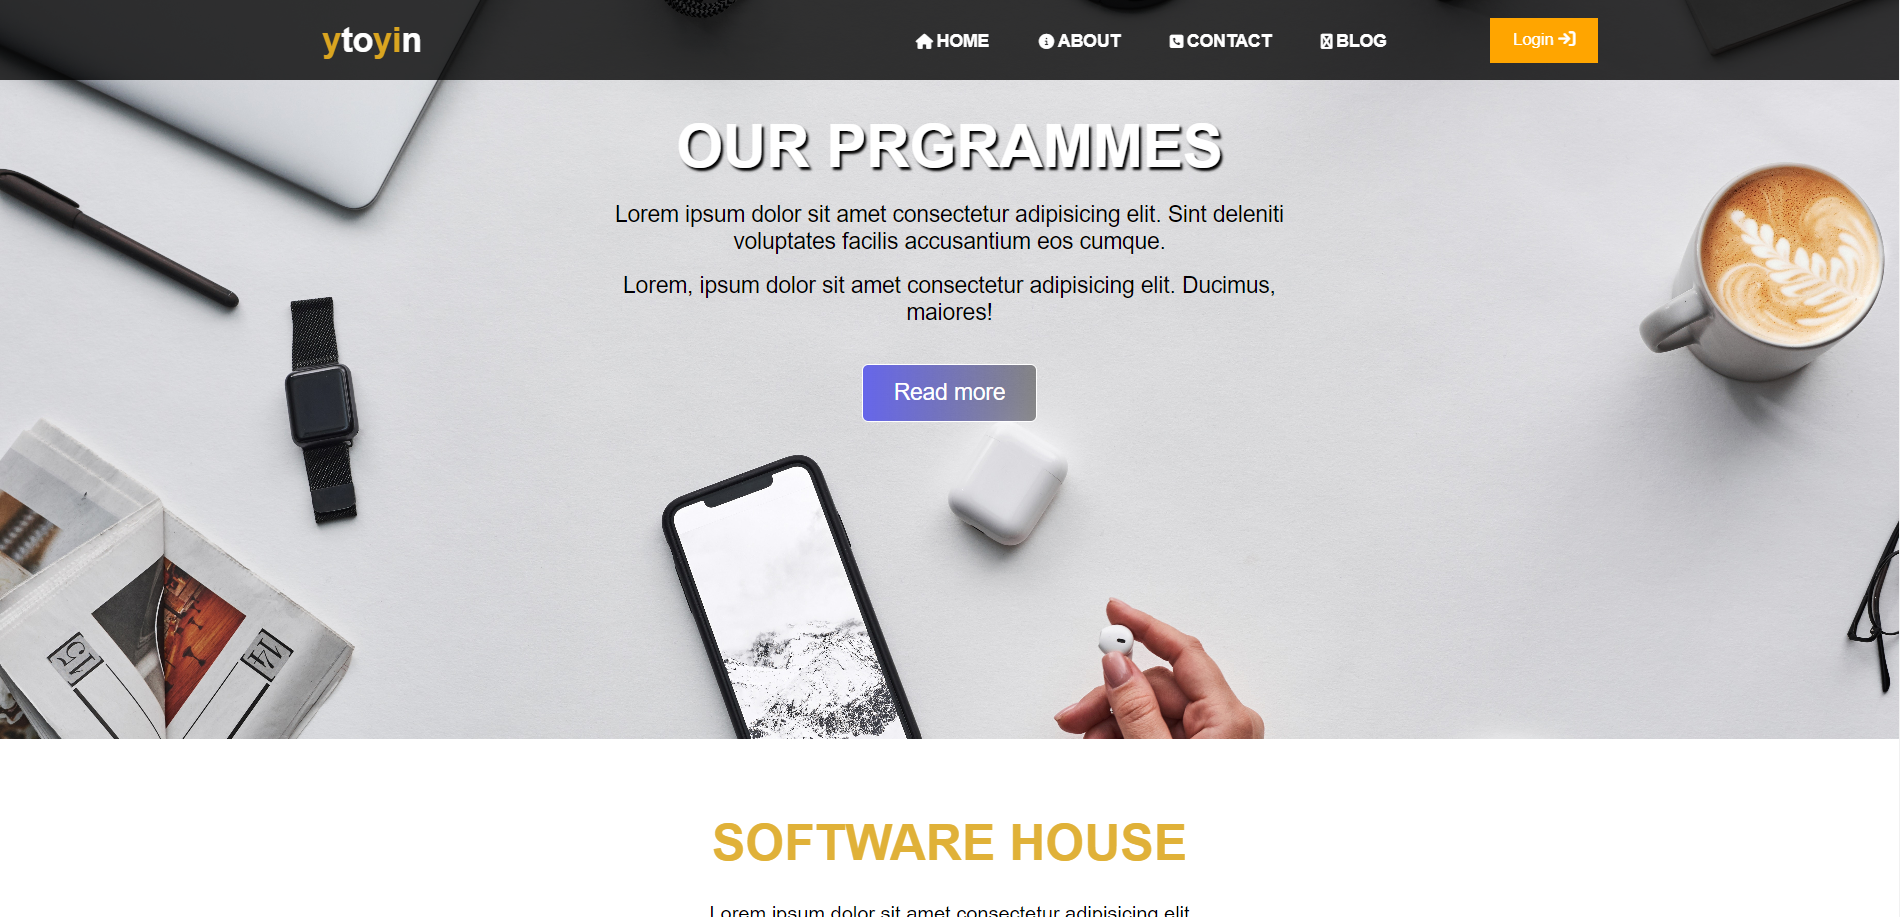 ytoyin
HOME ABOUT CONTACT BLOG Login
OUR PRGRAMMES
Lorem ipsum dolor sit amet consectetur adipisicing elit. Sint deleniti
voluptates facilis accusantium eos cumque.
Lorem, ipsum dolor sit amet consectetur adipisicing elit. Ducimus,
maiores!
Read more
SOFTWARE HOUSE
Lorem ipsum dolor sit amet consectetur adipisicing elit